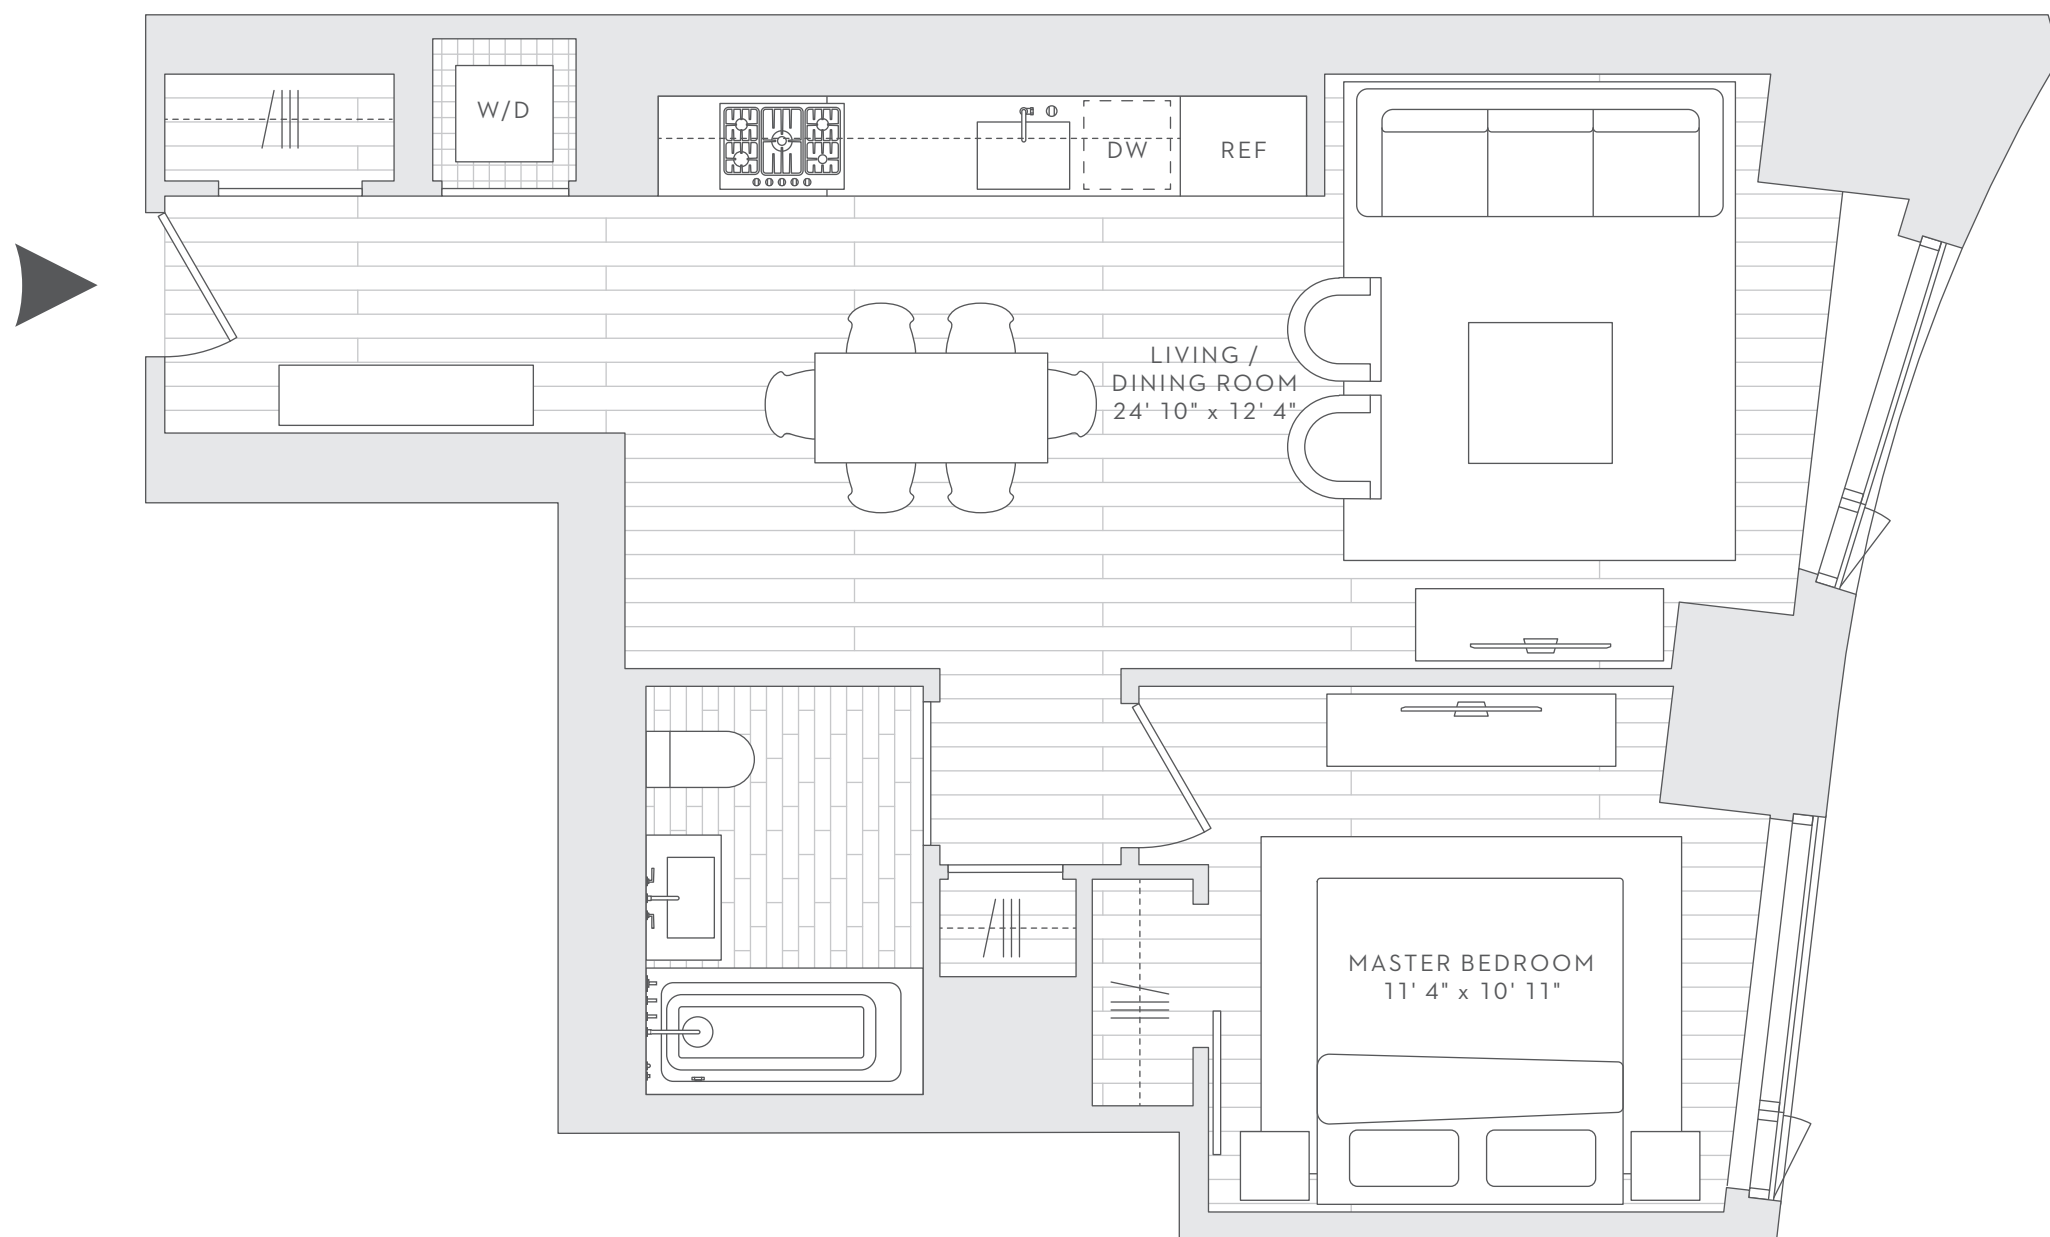 W/D
DW
REF
LIVING /
DINING ROOM
24' 10" x 12' 4"
MASTER BEDROOM
11' 4" x 10' 11"